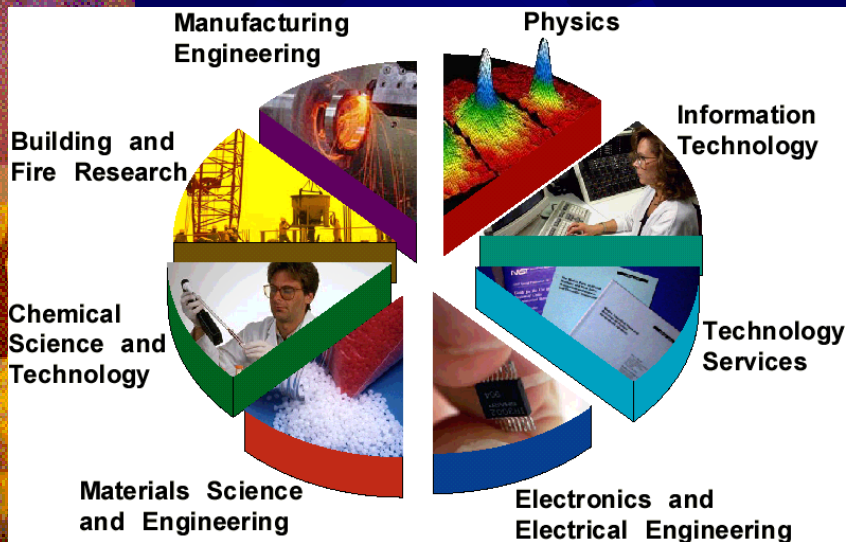 Manufacturing
Engineering
Physics
Information
Technology
Building and
Fire Research
Chemical
Science and
Technology
Technology
Services
Materials Science
and Engineering
Electronics and
Electrical Engineering